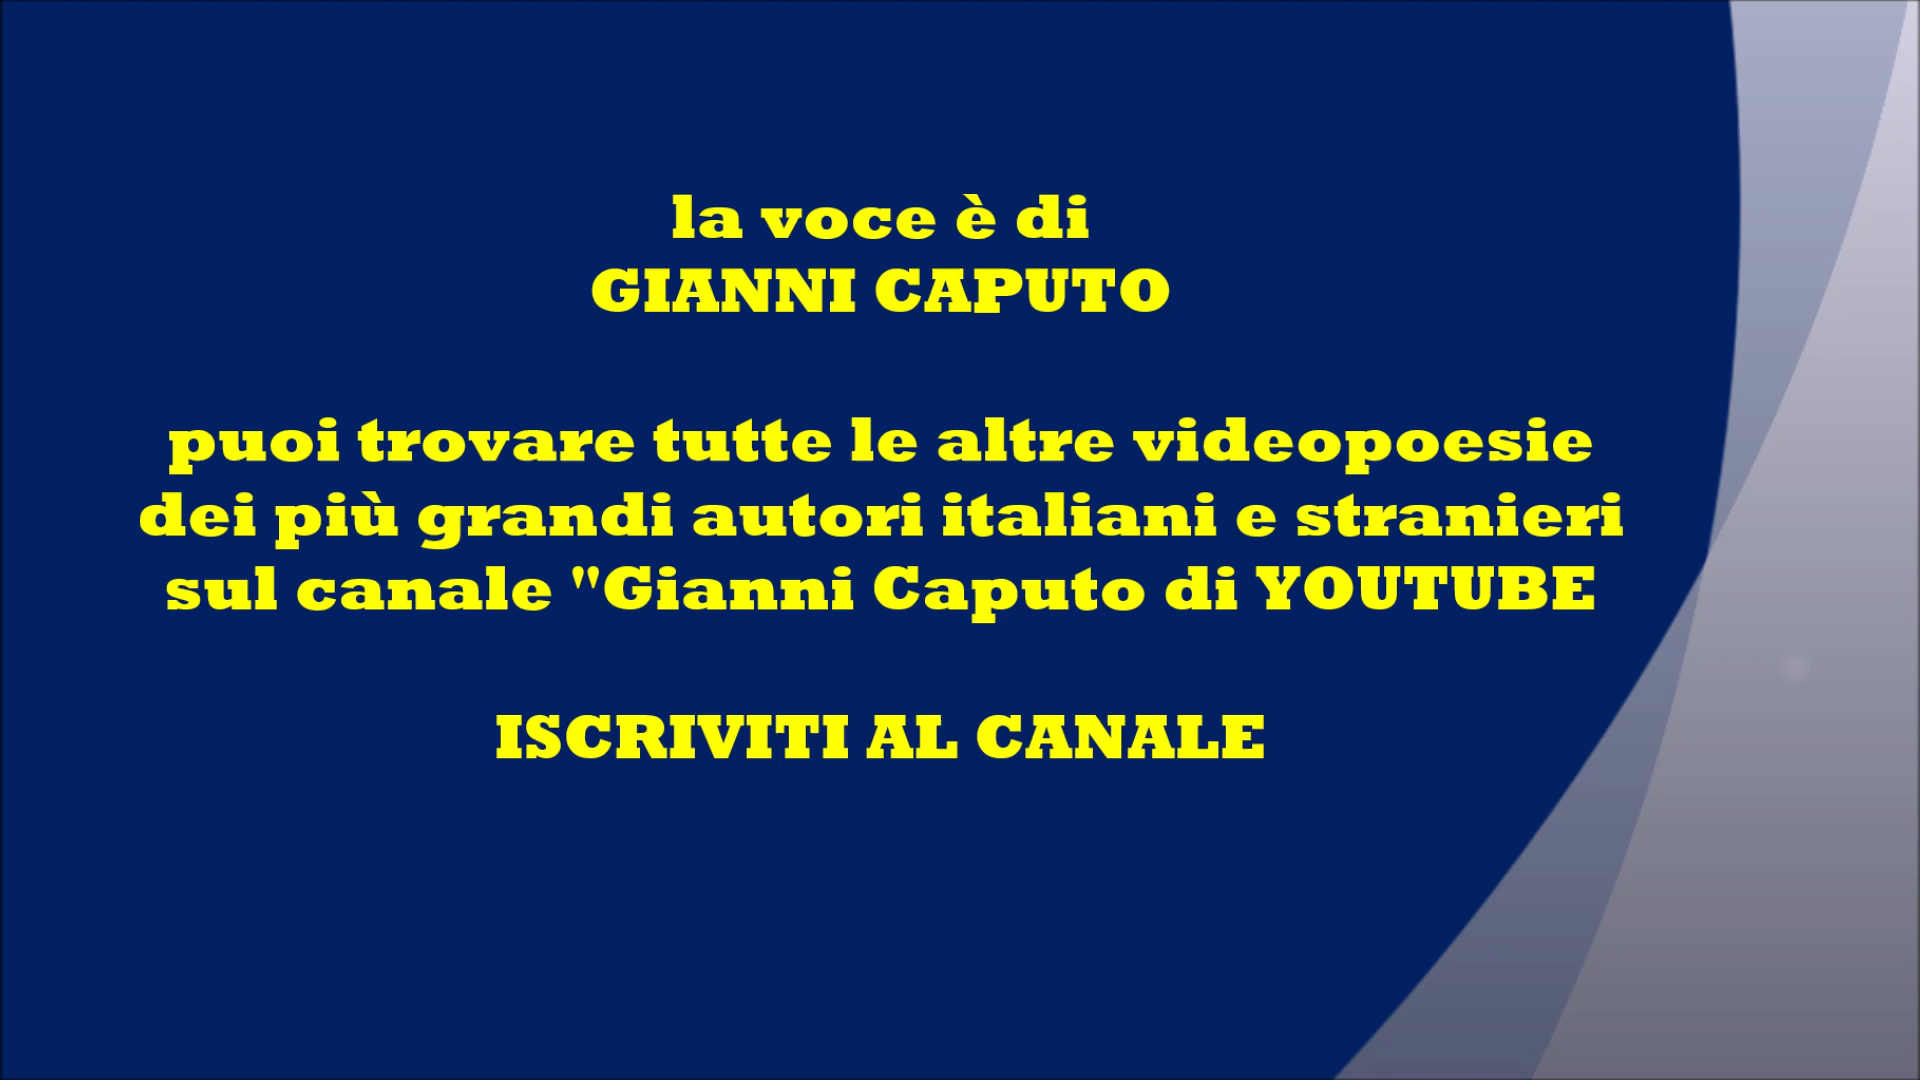 la voce è di
GIANNI CAPUTO
puoi trovare tutte le altre videopoesie
dei più grandi autori italiani e stranieri
sul canale "Gianni Caputo di YOUTUBE
ISCRIVITI AL CANALE